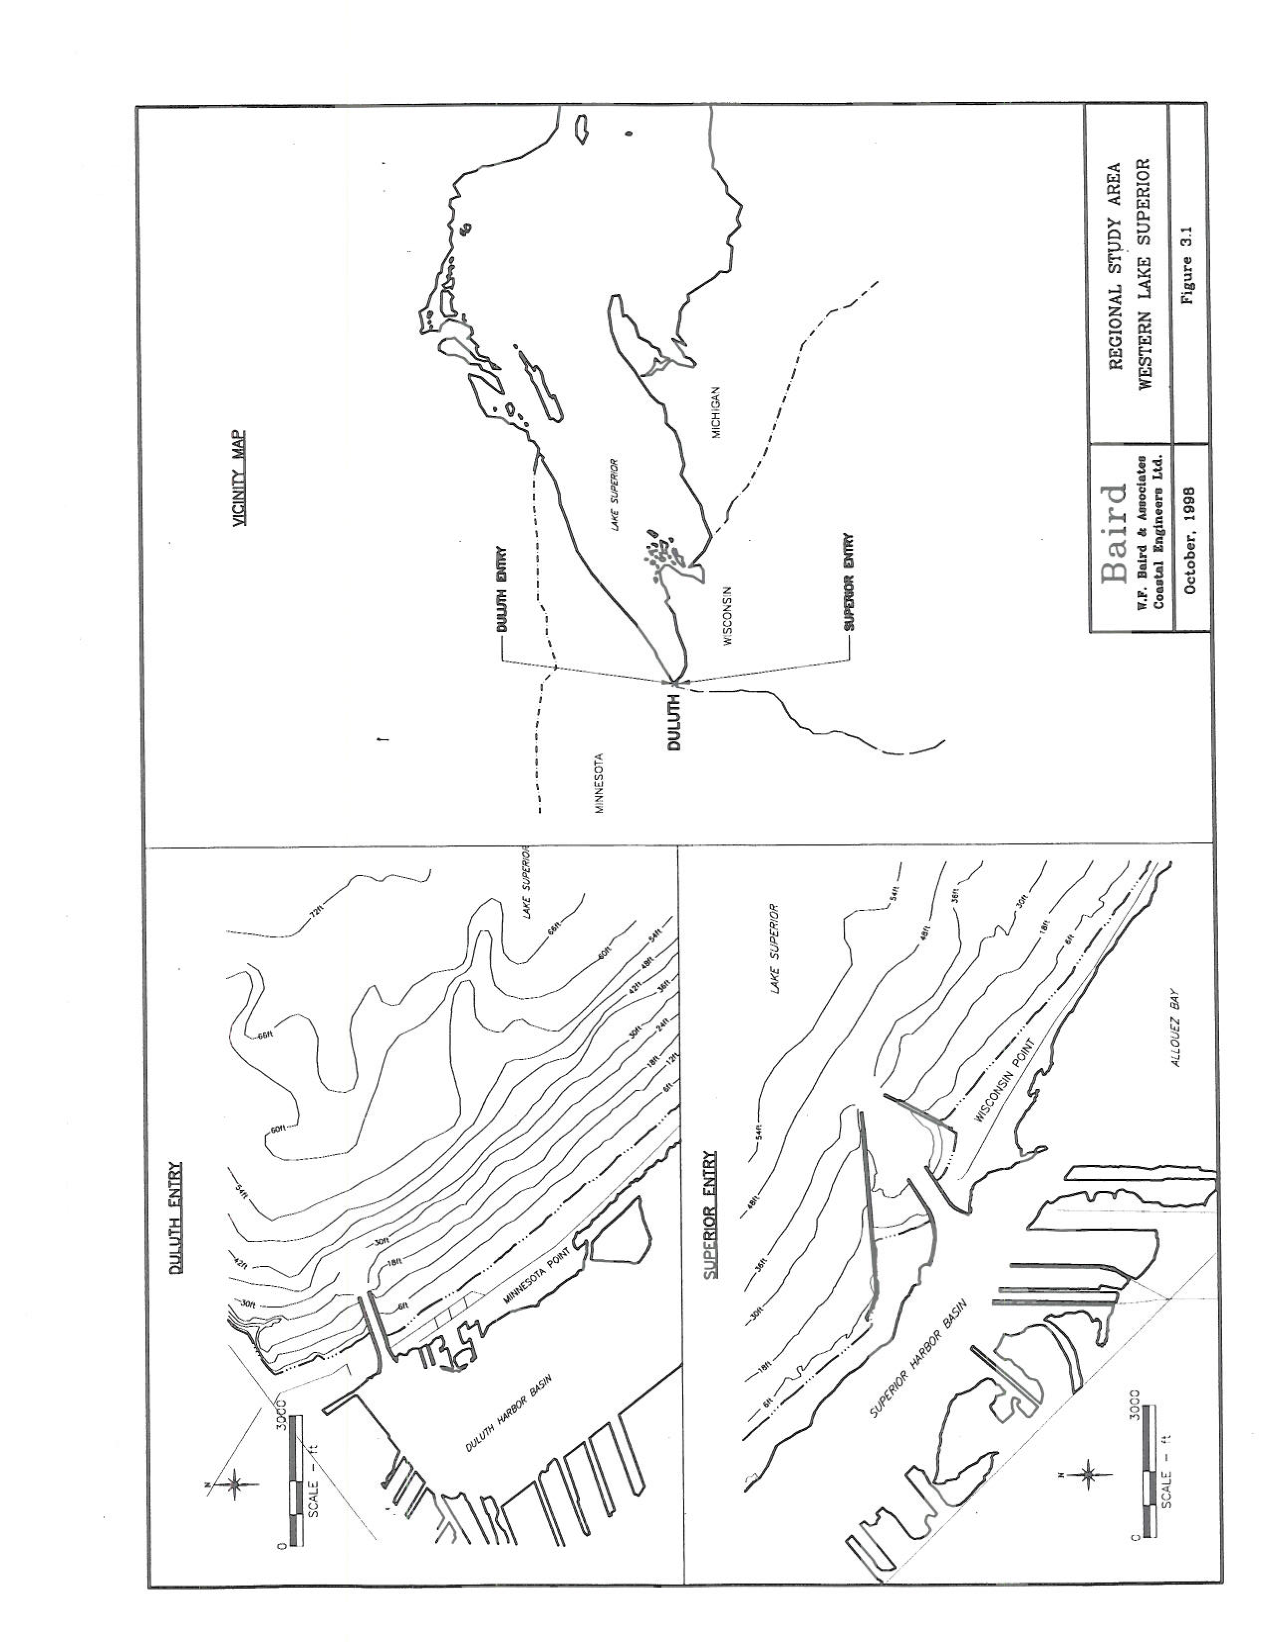 VICINITY MAP
DULUTH ENTRY
LAKE SUPERIOR
MICHIGAN
WISCONSIN
SUPERIOR ENTRY
DULUTH
MINNESOTA
DULUTH ENTRY
72ft
LAKE SUPERIOR
66ft
66ft
60ft
60ft
54ft
54ft
48ft
42ft
36ft
30ft
24ft
18ft
12ft
6ft
42ft
30ft
30ft
18ft
6ft
MINNESOTA POINT
DULUTH HARBOR BASIN
N
0
3000
SCALE - ft
SUPERIOR ENTRY
LAKE SUPERIOR
54ft
48ft
36ft
30ft
18ft
6ft
54ft
48ft
36ft
30ft
18ft
6ft
WISCONSIN POINT
ALLOUEZ BAY
SUPERIOR HARBOR BASIN
N
0
3000
SCALE - ft
Baird
W.F. Baird & Associates
Coastal Engineers Ltd.
October, 1998
REGIONAL STUDY AREA
WESTERN LAKE SUPERIOR
Figure 3.1